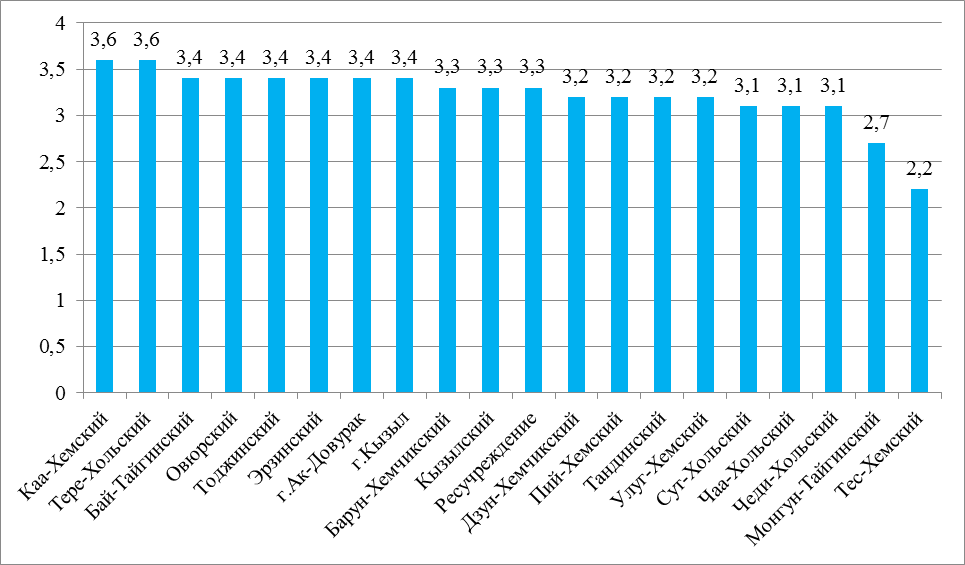 4
3,5
3
2,5
2
1,5
1
0,5
0
3,6
3,6
3,4
3,4
3,4
3,4
3,4
3,4
3,3
3,3
3,3
3,2
3,2
3,2
3,2
3,1
3,1
3,1
2,7
2,2
Каа-Хемский
Тере-Хольский
Бай-Тайгинский
Овюрский
Тоджинский
Эрзинский
г.Ак-Довурак
г.Кызыл
Барун-Хемчикский
Кызылский
Ресучреждение
Дзун-Хемчикский
Пий-Хемский
Тандинский
Улуг-Хемский
Сут-Хольский
Чаа-Хольский
Чеди-Хольский
Монгун-Тайгинский
Тес-Хемский